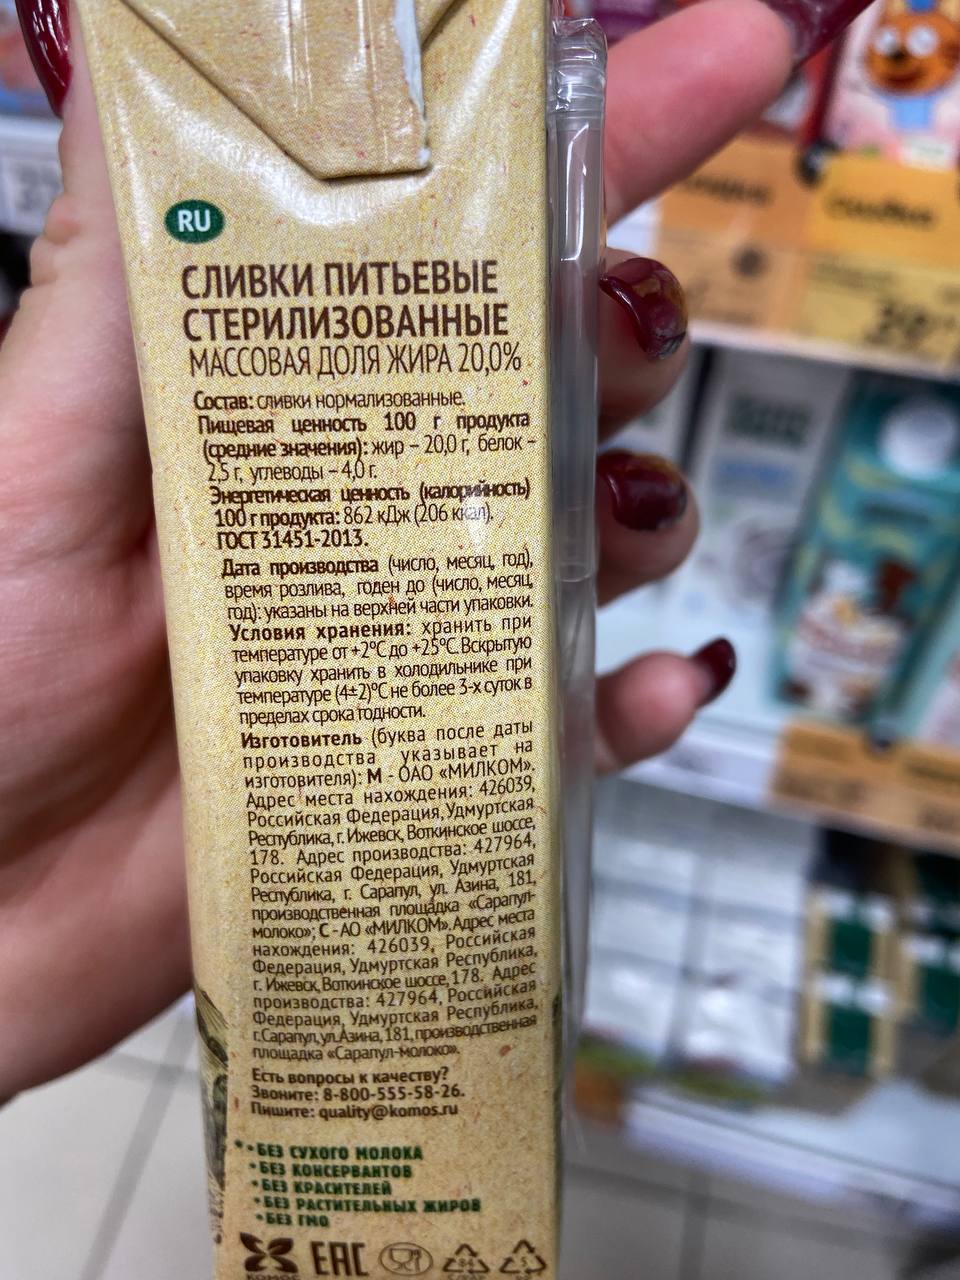 RU
СЛИВКИ ПИТЬЕВЫЕ
СТЕРИЛИЗОВАННЫЕ
МАССОВАЯ ДОЛЯ ЖИРА 20,0%
Состав: сливки нормализованные.
Пищевая ценность 100 г продукта
(средние значения): жир – 20,0 г, белок –
2,5 г, углеводы – 4,0 г.
Энергетическая ценность (калорийность)
100 г продукта: 862 кДж (206 ккал).
ГОСТ 31451-2013.
Дата производства (число, месяц, год),
время розлива, годен до (число, месяц,
год): указаны на верхней части упаковки.
Условия хранения: хранить при
температуре от +2°С до +25°С. Вскрытую
упаковку хранить в холодильнике при
температуре (4±2)°С не более 3-х суток в
пределах срока годности.
Изготовитель (буква после даты
производства указывает на
изготовителя): М - ОАО «МИЛКОМ».
Адрес места нахождения: 426039,
Российская Федерация, Удмуртская
Республика, г. Ижевск, Воткинское шоссе,
178. Адрес производства: 427964,
Российская Федерация, Удмуртская
Республика, г. Сарапул, ул. Азина, 181,
производственная площадка «Сарапул-
молоко»; С - АО «МИЛКОМ». Адрес места
нахождения: 426039, Российская
Федерация, Удмуртская Республика,
г. Ижевск, Воткинское шоссе, 178. Адрес
производства: 427964, Российская
Федерация, Удмуртская Республика,
г. Сарапул, ул. Азина, 181, производственная
площадка «Сарапул-молоко».
Есть вопросы к качеству?
Звоните: 8-800-555-58-26.
Пишите: quality@komos.ru
• БЕЗ СУХОГО МОЛОКА
• БЕЗ КОНСЕРВАНТОВ
• БЕЗ КРАСИТЕЛЕЙ
• БЕЗ РАСТИТЕЛЬНЫХ ЖИРОВ
• БЕЗ ГМО
ЕАС